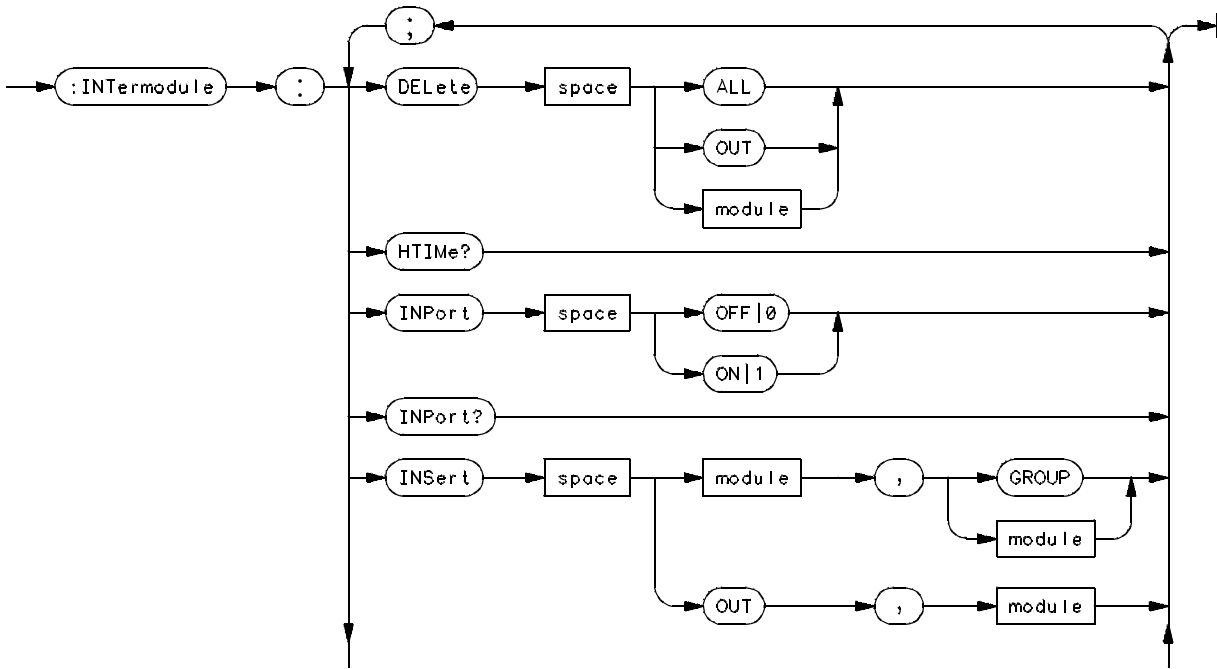 ;
:INTermodule : DELete space ALL
OUT
module
HTIMe?
INPort space OFF|0
ON|1
INPort?
INSert space module , GROUP
module
OUT , module